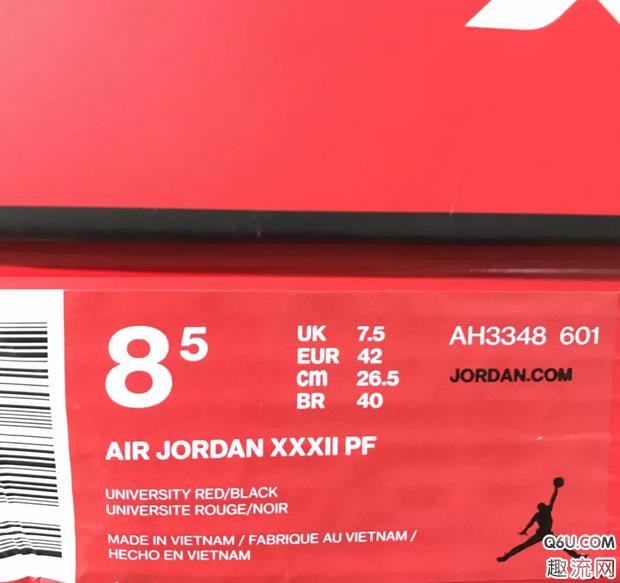 8⁵
UK 7.5
EUR 42
cm 26.5
BR 40
AH3348 601
JORDAN.COM
AIR JORDAN XXXII PF
UNIVERSITY RED/BLACK
UNIVERSITE ROUGE/NOIR
MADE IN VIETNAM / FABRIQUE AU VIETNAM /
HECHO EN VIETNAM
Q6U.COM
趣流网